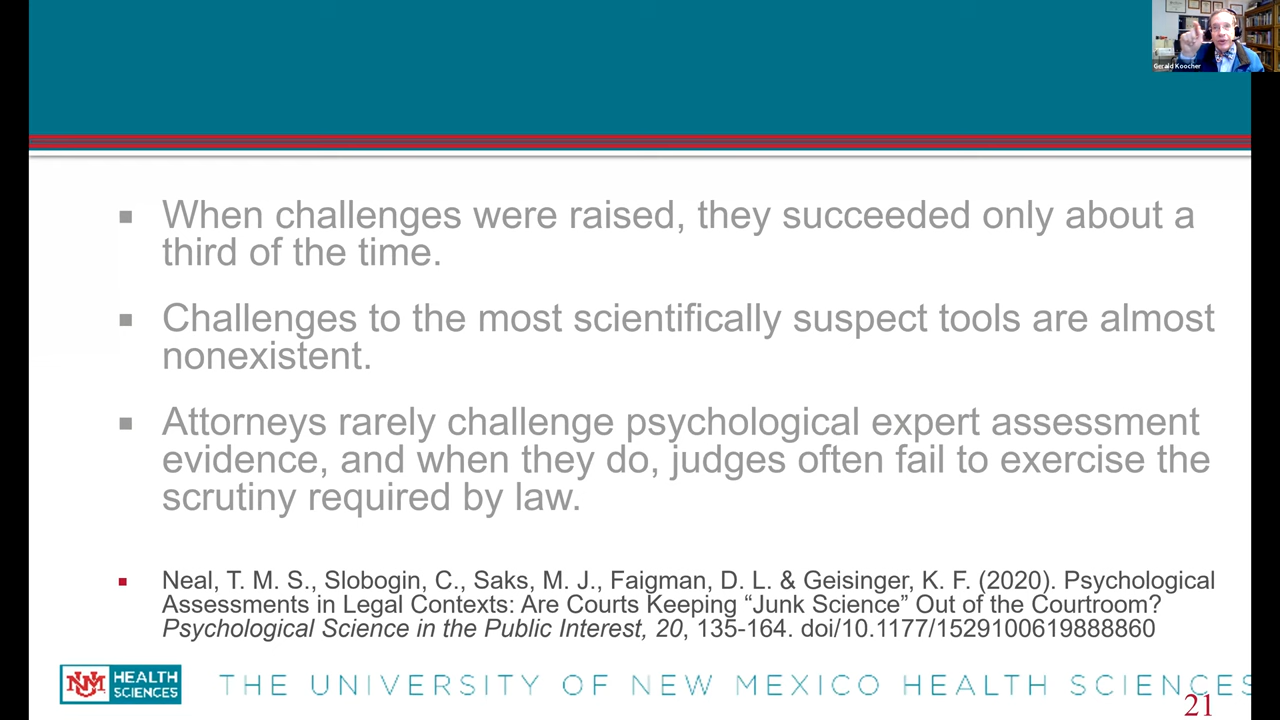 Gerald Koocher
When challenges were raised, they succeeded only about a
third of the time.
Challenges to the most scientifically suspect tools are almost
nonexistent.
Attorneys rarely challenge psychological expert assessment
evidence, and when they do, judges often fail to exercise the
scrutiny required by law.
Neal, T. M. S., Slobogin, C., Saks, M. J., Faigman, D. L. & Geisinger, K. F. (2020). Psychological
Assessments in Legal Contexts: Are Courts Keeping “Junk Science” Out of the Courtroom?
Psychological Science in the Public Interest, 20, 135-164. doi/10.1177/1529100619888860
UNM HEALTH
SCIENCES
THE UNIVERSITY OF NEW MEXICO HEALTH SCIENCES
21